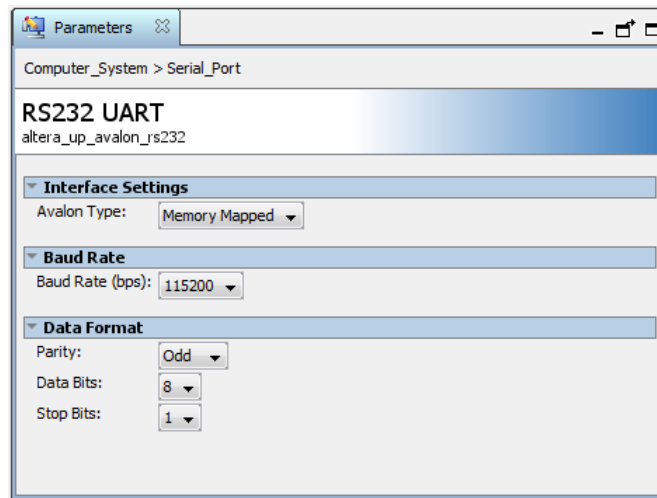 Parameters
Computer_System > Serial_Port
RS232 UART
altera_up_avalon_rs232
Interface Settings
Avalon Type: Memory Mapped
Baud Rate
Baud Rate (bps): 115200
Data Format
Parity: Odd
Data Bits: 8
Stop Bits: 1